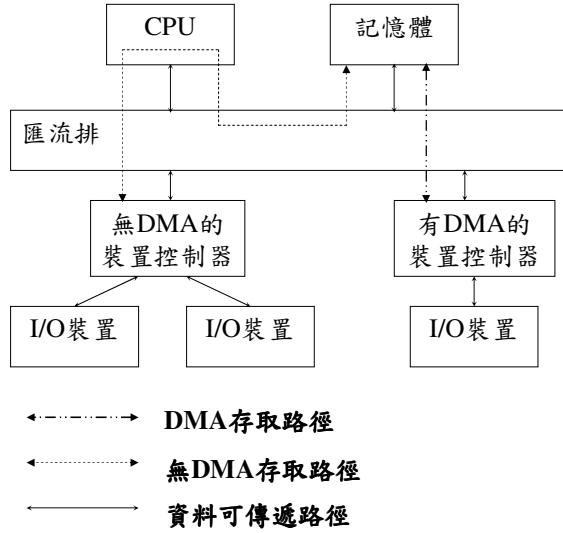 CPU
記憶體
匯流排
無DMA的
裝置控制器
有DMA的
裝置控制器
I/O裝置
I/O裝置
I/O裝置
DMA存取路徑
無DMA存取路徑
資料可傳遞路徑